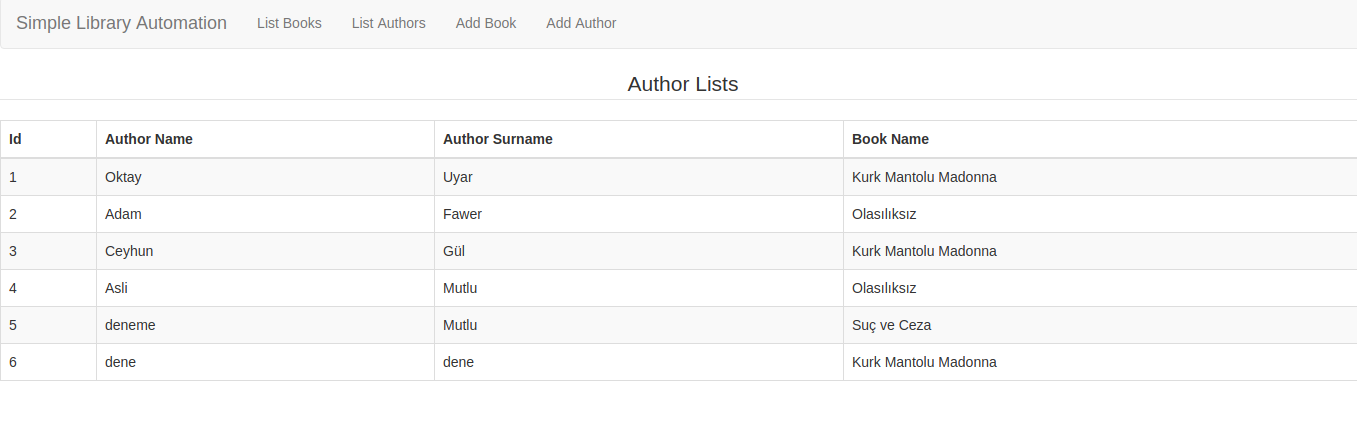 Simple Library Automation List Books List Authors Add Book Add Author
Author Lists
Id Author Name Author Surname Book Name
1 Oktay Uyar Kurk Mantolu Madonna
2 Adam Fawer Olasılıksız
3 Ceyhun Gül Kurk Mantolu Madonna
4 Asli Mutlu Olasılıksız
5 deneme Mutlu Suç ve Ceza
6 dene dene Kurk Mantolu Madonna